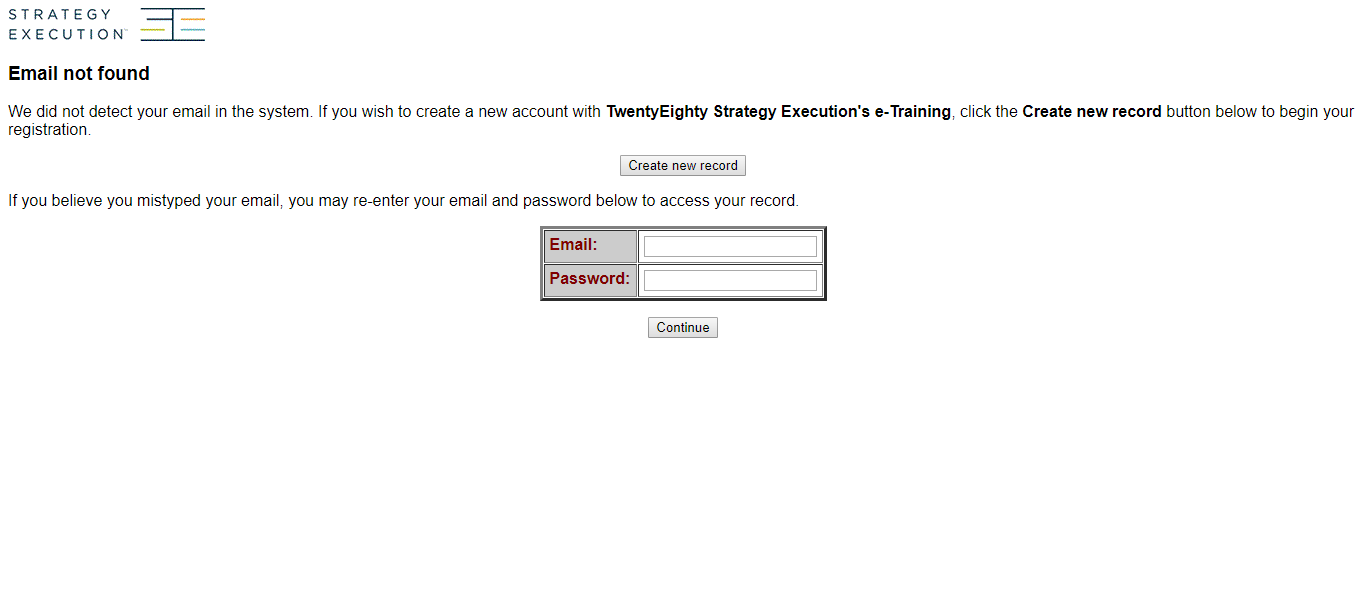 STRATEGY
EXECUTION™
Email not found
We did not detect your email in the system. If you wish to create a new account with TwentyEighty Strategy Execution's e-Training, click the Create new record button below to begin your
registration.
Create new record
If you believe you mistyped your email, you may re-enter your email and password below to access your record.
Email:
Password:
Continue